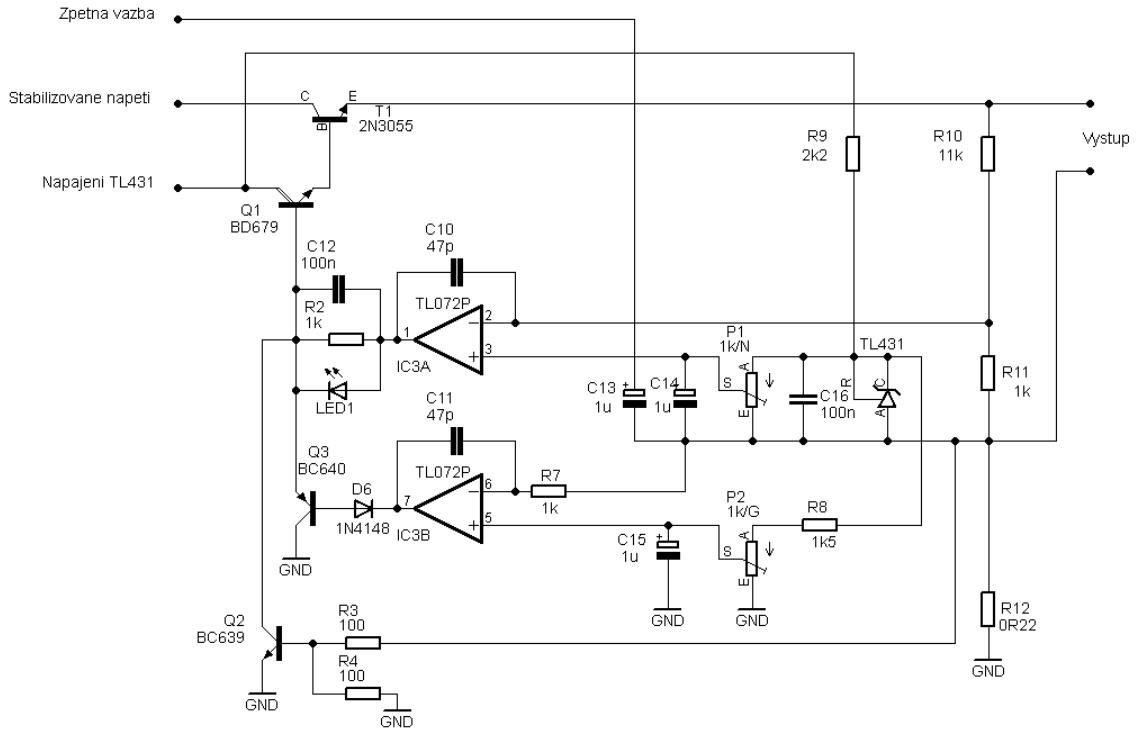 Zpetna vazba
Stabilizovane napeti
C
E
B
T1
2N3055
R9
2k2
R10
11k
Vystup
Napajeni TL431
Q1
BD679
C12
100n
C10
47p
R2
1k
TL072P
1
2
3
IC3A
P1
1k/N
TL431
A
S
E
R
C
A
R11
1k
LED1
C11
47p
C13
1u
C14
1u
C16
100n
Q3
BC640
D6
1N4148
TL072P
7
6
5
IC3B
R7
1k
P2
1k/G
R8
1k5
A
S
E
C15
1u
GND
GND
GND
R12
0R22
GND
Q2
BC639
R3
100
R4
100
GND
GND